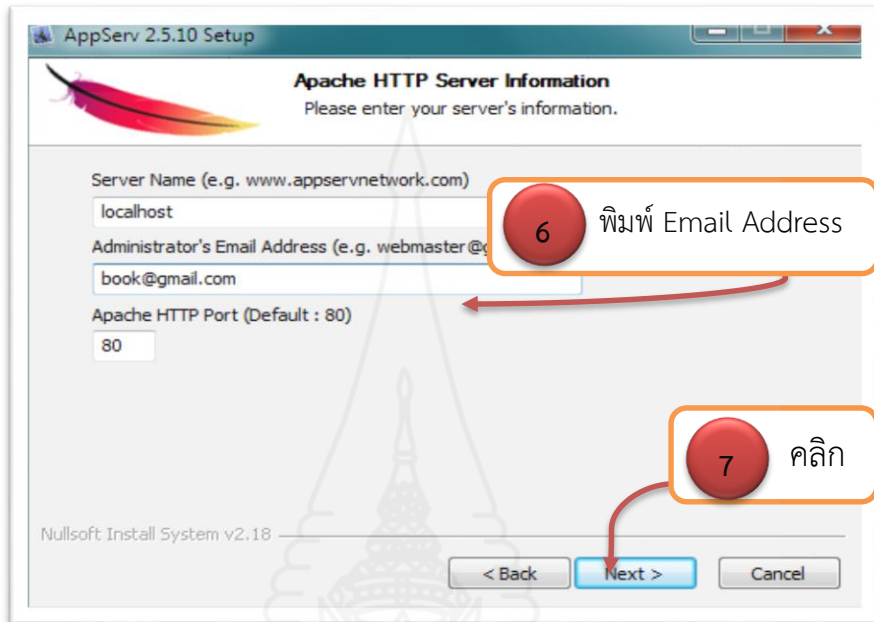 AppServ 2.5.10 Setup
Apache HTTP Server Information
Please enter your server's information.
Server Name (e.g. www.appservnetwork.com)
localhost
6 พิมพ์ Email Address
Administrator's Email Address (e.g. webmaster@g
book@gmail.com
Apache HTTP Port (Default : 80)
80
7 คลิก
Nullsoft Install System v2.18
< Back Next > Cancel